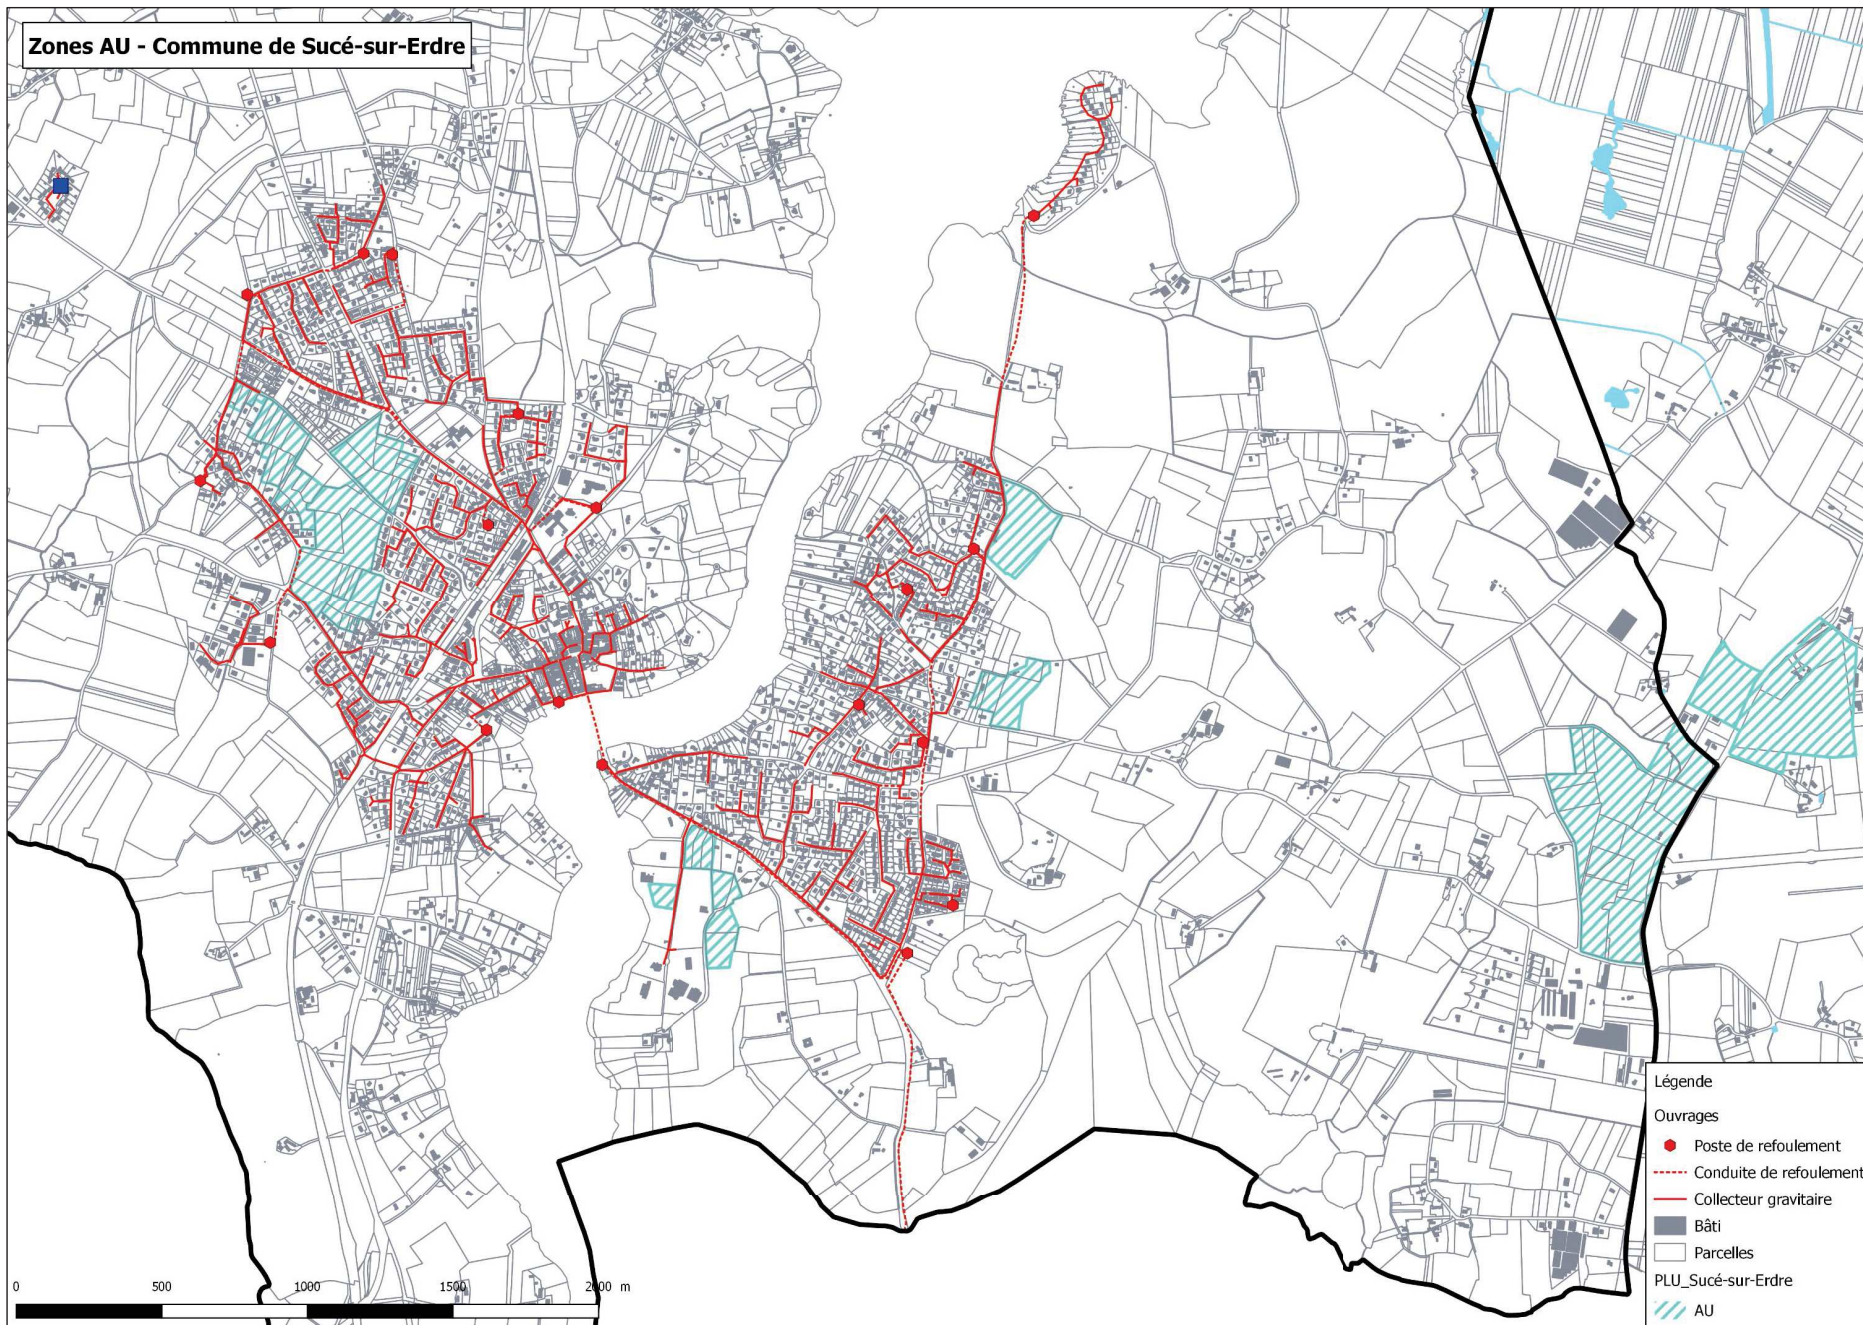 Zones AU - Commune de Sucé-sur-Erdre
Légende
Ouvrages
Poste de refoulement
Conduite de refoulement
Collecteur gravitaire
Bâti
Parcelles
PLU_Sucé-sur-Erdre
AU
0 500 1000 1500 2000 m